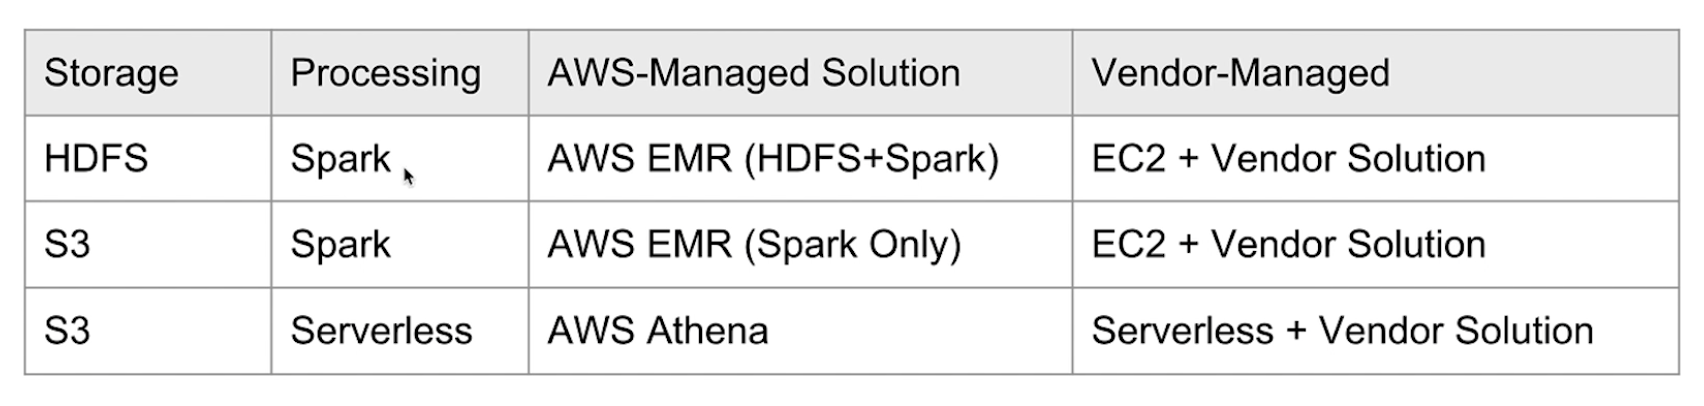 Storage Processing AWS-Managed Solution Vendor-Managed
HDFS Spark AWS EMR (HDFS+Spark) EC2 + Vendor Solution
S3 Spark AWS EMR (Spark Only) EC2 + Vendor Solution
S3 Serverless AWS Athena Serverless + Vendor Solution